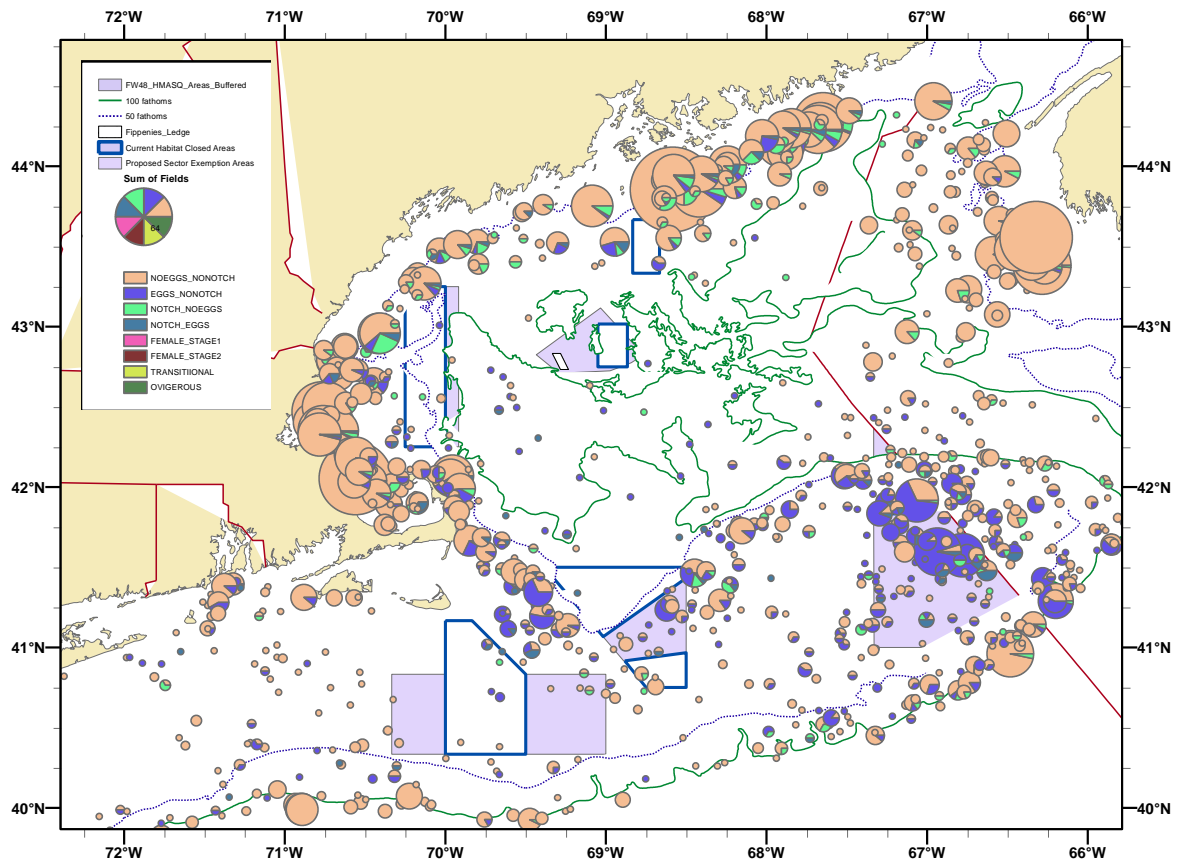 72°W 71°W 70°W 69°W 68°W 67°W 66°W
FW48_HMASQ_Areas_Buffered
100 fathoms
50 fathoms
Fippenies_Ledge
Current Habitat Closed Areas
Proposed Sector Exemption Areas
Sum of Fields
64
NOEGGS_NONOTCH
EGGS_NONOTCH
NOTCH_NOEGGS
NOTCH_EGGS
FEMALE_STAGE1
FEMALE_STAGE2
TRANSITIIONAL
OVIGEROUS
44°N 44°N
43°N 43°N
42°N 42°N
41°N 41°N
40°N 40°N
72°W 71°W 70°W 69°W 68°W 67°W 66°W